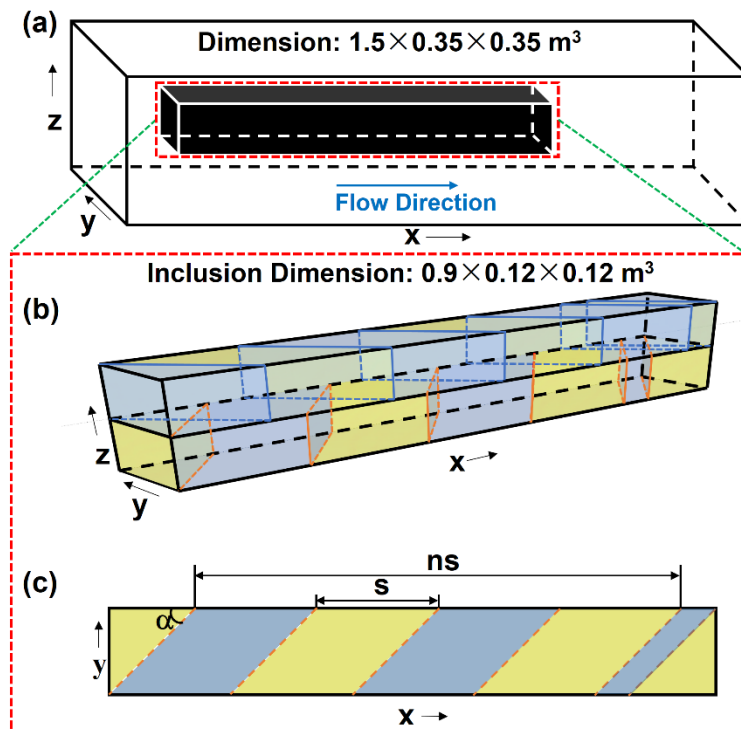 (a)
Dimension: 1.5×0.35×0.35 m³
z
y
Flow Direction
x
Inclusion Dimension: 0.9×0.12×0.12 m³
(b)
z
x
y
(c)
ns
s
α
y
x